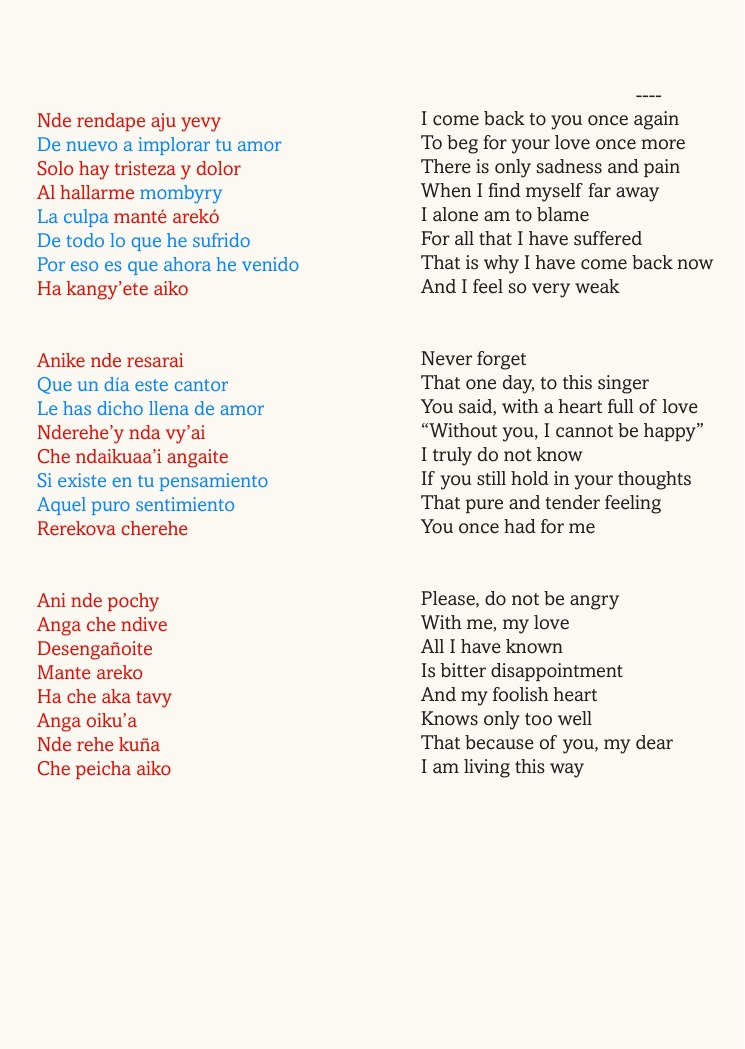 ----
Nde rendape aju yevy
De nuevo a implorar tu amor
Solo hay tristeza y dolor
Al hallarme mombyry
La culpa manté arekó
De todo lo que he sufrido
Por eso es que ahora he venido
Ha kangy’ete aiko
Anike nde resarai
Que un día este cantor
Le has dicho llena de amor
Nderehe’y nda vy’ai
Che ndaikuaa’i angaite
Si existe en tu pensamiento
Aquel puro sentimiento
Rerekova cherehe
Ani nde pochy
Anga che ndive
Desengañoite
Mante areko
Ha che aka tavy
Anga oiku’a
Nde rehe kuña
Che peicha aiko
I come back to you once again
To beg for your love once more
There is only sadness and pain
When I find myself far away
I alone am to blame
For all that I have suffered
That is why I have come back now
And I feel so very weak
Never forget
That one day, to this singer
You said, with a heart full of love
“Without you, I cannot be happy”
I truly do not know
If you still hold in your thoughts
That pure and tender feeling
You once had for me
Please, do not be angry
With me, my love
All I have known
Is bitter disappointment
And my foolish heart
Knows only too well
That because of you, my dear
I am living this way